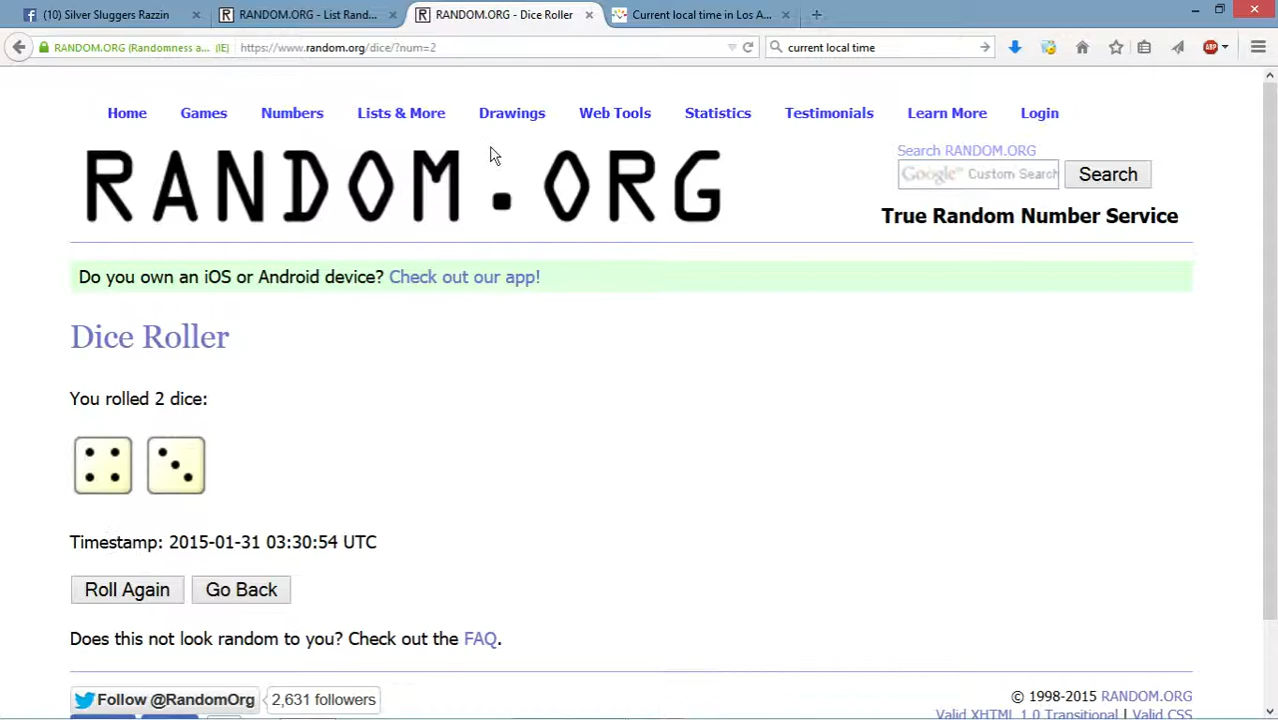 (10) Silver Sluggers Razzin
RANDOM.ORG - List Rand...
RANDOM.ORG - Dice Roller
Current local time in Los A...
RANDOM.ORG (Randomness a... (IE)
https://www.random.org/dice/?num=2
current local time
ABP
Home Games Numbers Lists & More Drawings Web Tools Statistics Testimonials Learn More Login
RANDOM.ORG
Search RANDOM.ORG
Google™ Custom Search
Search
True Random Number Service
Do you own an iOS or Android device? Check out our app!
Dice Roller
You rolled 2 dice:
Timestamp: 2015-01-31 03:30:54 UTC
Roll Again
Go Back
Does this not look random to you? Check out the FAQ.
Follow @RandomOrg
2,631 followers
© 1998-2015 RANDOM.ORG
Valid XHTML 1.0 Transitional | Valid CSS